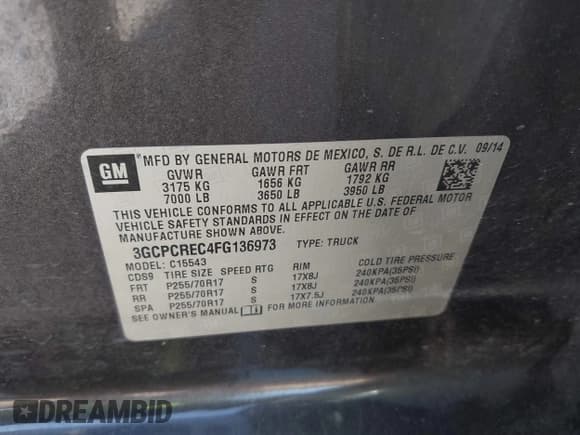 GM
MFD BY GENERAL MOTORS DE MEXICO, S. DE R.L. DE C.V. 09/14
GVWR GAWR FRT GAWR RR
3175 KG 1656 KG 1792 KG
7000 LB 3650 LB 3950 LB
THIS VEHICLE CONFORMS TO ALL APPLICABLE U.S. FEDERAL MOTOR
VEHICLE SAFETY STANDARDS IN EFFECT ON THE DATE OF
MANUFACTURE SHOWN ABOVE.
3GCPCREC4FG136973 TYPE: TRUCK
MODEL: C15543
CDS9 TIRE SIZE SPEED RTG RIM COLD TIRE PRESSURE
FRT P255/70R17 S 17X8J 240KPA(35PSI)
RR P255/70R17 S 17X8J 240KPA(35PSI)
SPA P255/70R17 S 17X7.5J 240KPA(35PSI)
SEE OWNER'S MANUAL FOR MORE INFORMATION.
DREAMBID